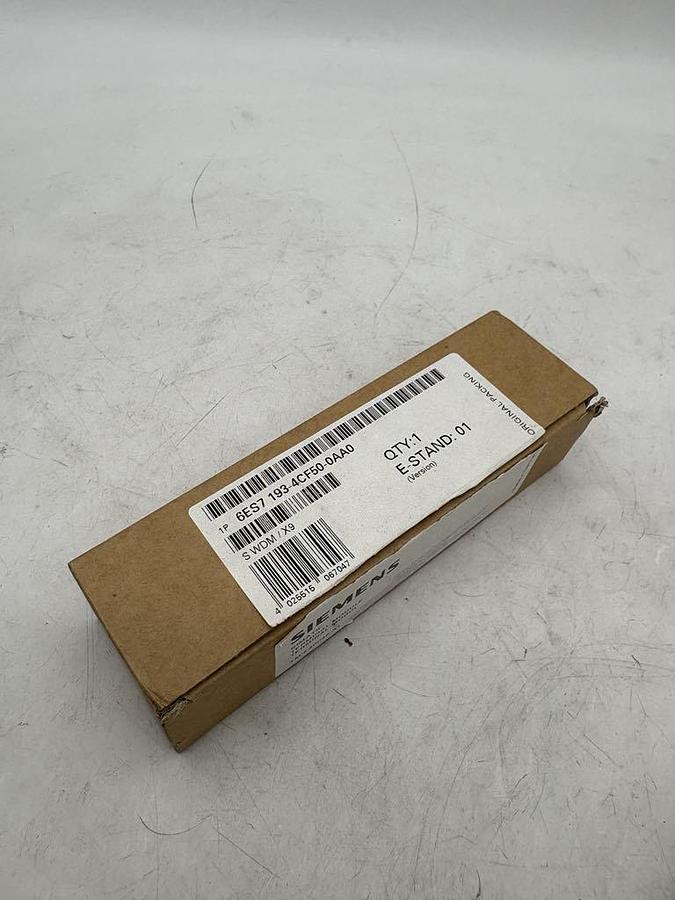 1P 6ES7 193-4CF50-0AA0
S WDM / X9
4 025515 067047
QTY:1
E-STAND: 01
(Version)
ORIGINAL PACKING
SIEMENS